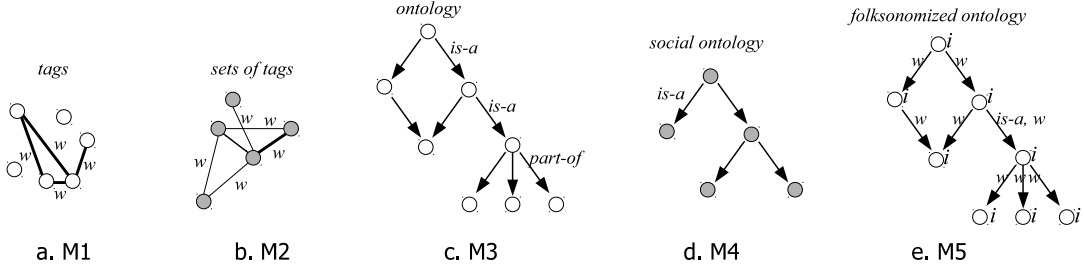 tags
w
w
w
a. M1
sets of tags
w
w
w
w
w
b. M2
ontology
is-a
is-a
part-of
c. M3
social ontology
is-a
d. M4
folksonomized ontology
i
w
w
i
i
w
w
is-a, w
i
i
w
w
w
i
i
i
e. M5